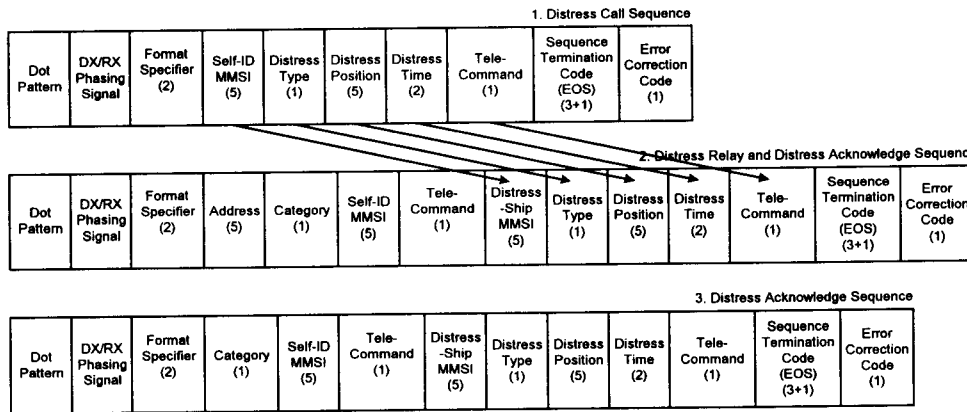 1. Distress Call Sequence
Dot
Pattern
DX/RX
Phasing
Signal
Format
Specifier
(2)
Self-ID
MMSI
(5)
Distress
Type
(1)
Distress
Position
(5)
Distress
Time
(2)
Tele-
Command
(1)
Sequence
Termination
Code
(EOS)
(3+1)
Error
Correction
Code
(1)
2. Distress Relay and Distress Acknowledge Sequenc
Dot
Pattern
DX/RX
Phasing
Signal
Format
Specifier
(2)
Address
(5)
Category
(1)
Self-ID
MMSI
(5)
Tele-
Command
(1)
Distress
-Ship
MMSI
(5)
Distress
Type
(1)
Distress
Position
(5)
Distress
Time
(2)
Tele-
Command
(1)
Sequence
Termination
Code
(EOS)
(3+1)
Error
Correction
Code
(1)
3. Distress Acknowledge Sequence
Dot
Pattern
DX/RX
Phasing
Signal
Format
Specifier
(2)
Category
(1)
Self-ID
MMSI
(5)
Tele-
Command
(1)
Distress
-Ship
MMSI
(5)
Distress
Type
(1)
Distress
Position
(5)
Distress
Time
(2)
Tele-
Command
(1)
Sequence
Termination
Code
(EOS)
(3+1)
Error
Correction
Code
(1)